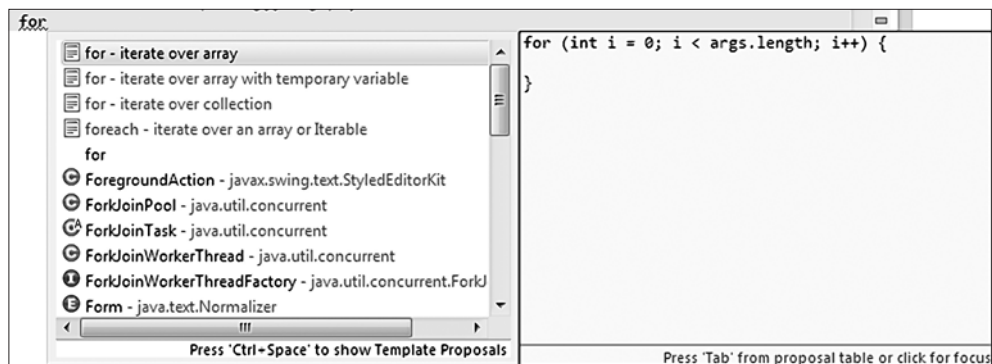 for
for - iterate over array
for - iterate over array with temporary variable
for - iterate over collection
foreach - iterate over an array or Iterable
for
ForegroundAction - javax.swing.text.StyledEditorKit
ForkJoinPool - java.util.concurrent
ForkJoinTask - java.util.concurrent
ForkJoinWorkerThread - java.util.concurrent
ForkJoinWorkerThreadFactory - java.util.concurrent.ForkJ
Form - java.text.Normalizer
Press 'Ctrl+Space' to show Template Proposals
for (int i = 0; i < args.length; i++) {
}
Press 'Tab' from proposal table or click for focus